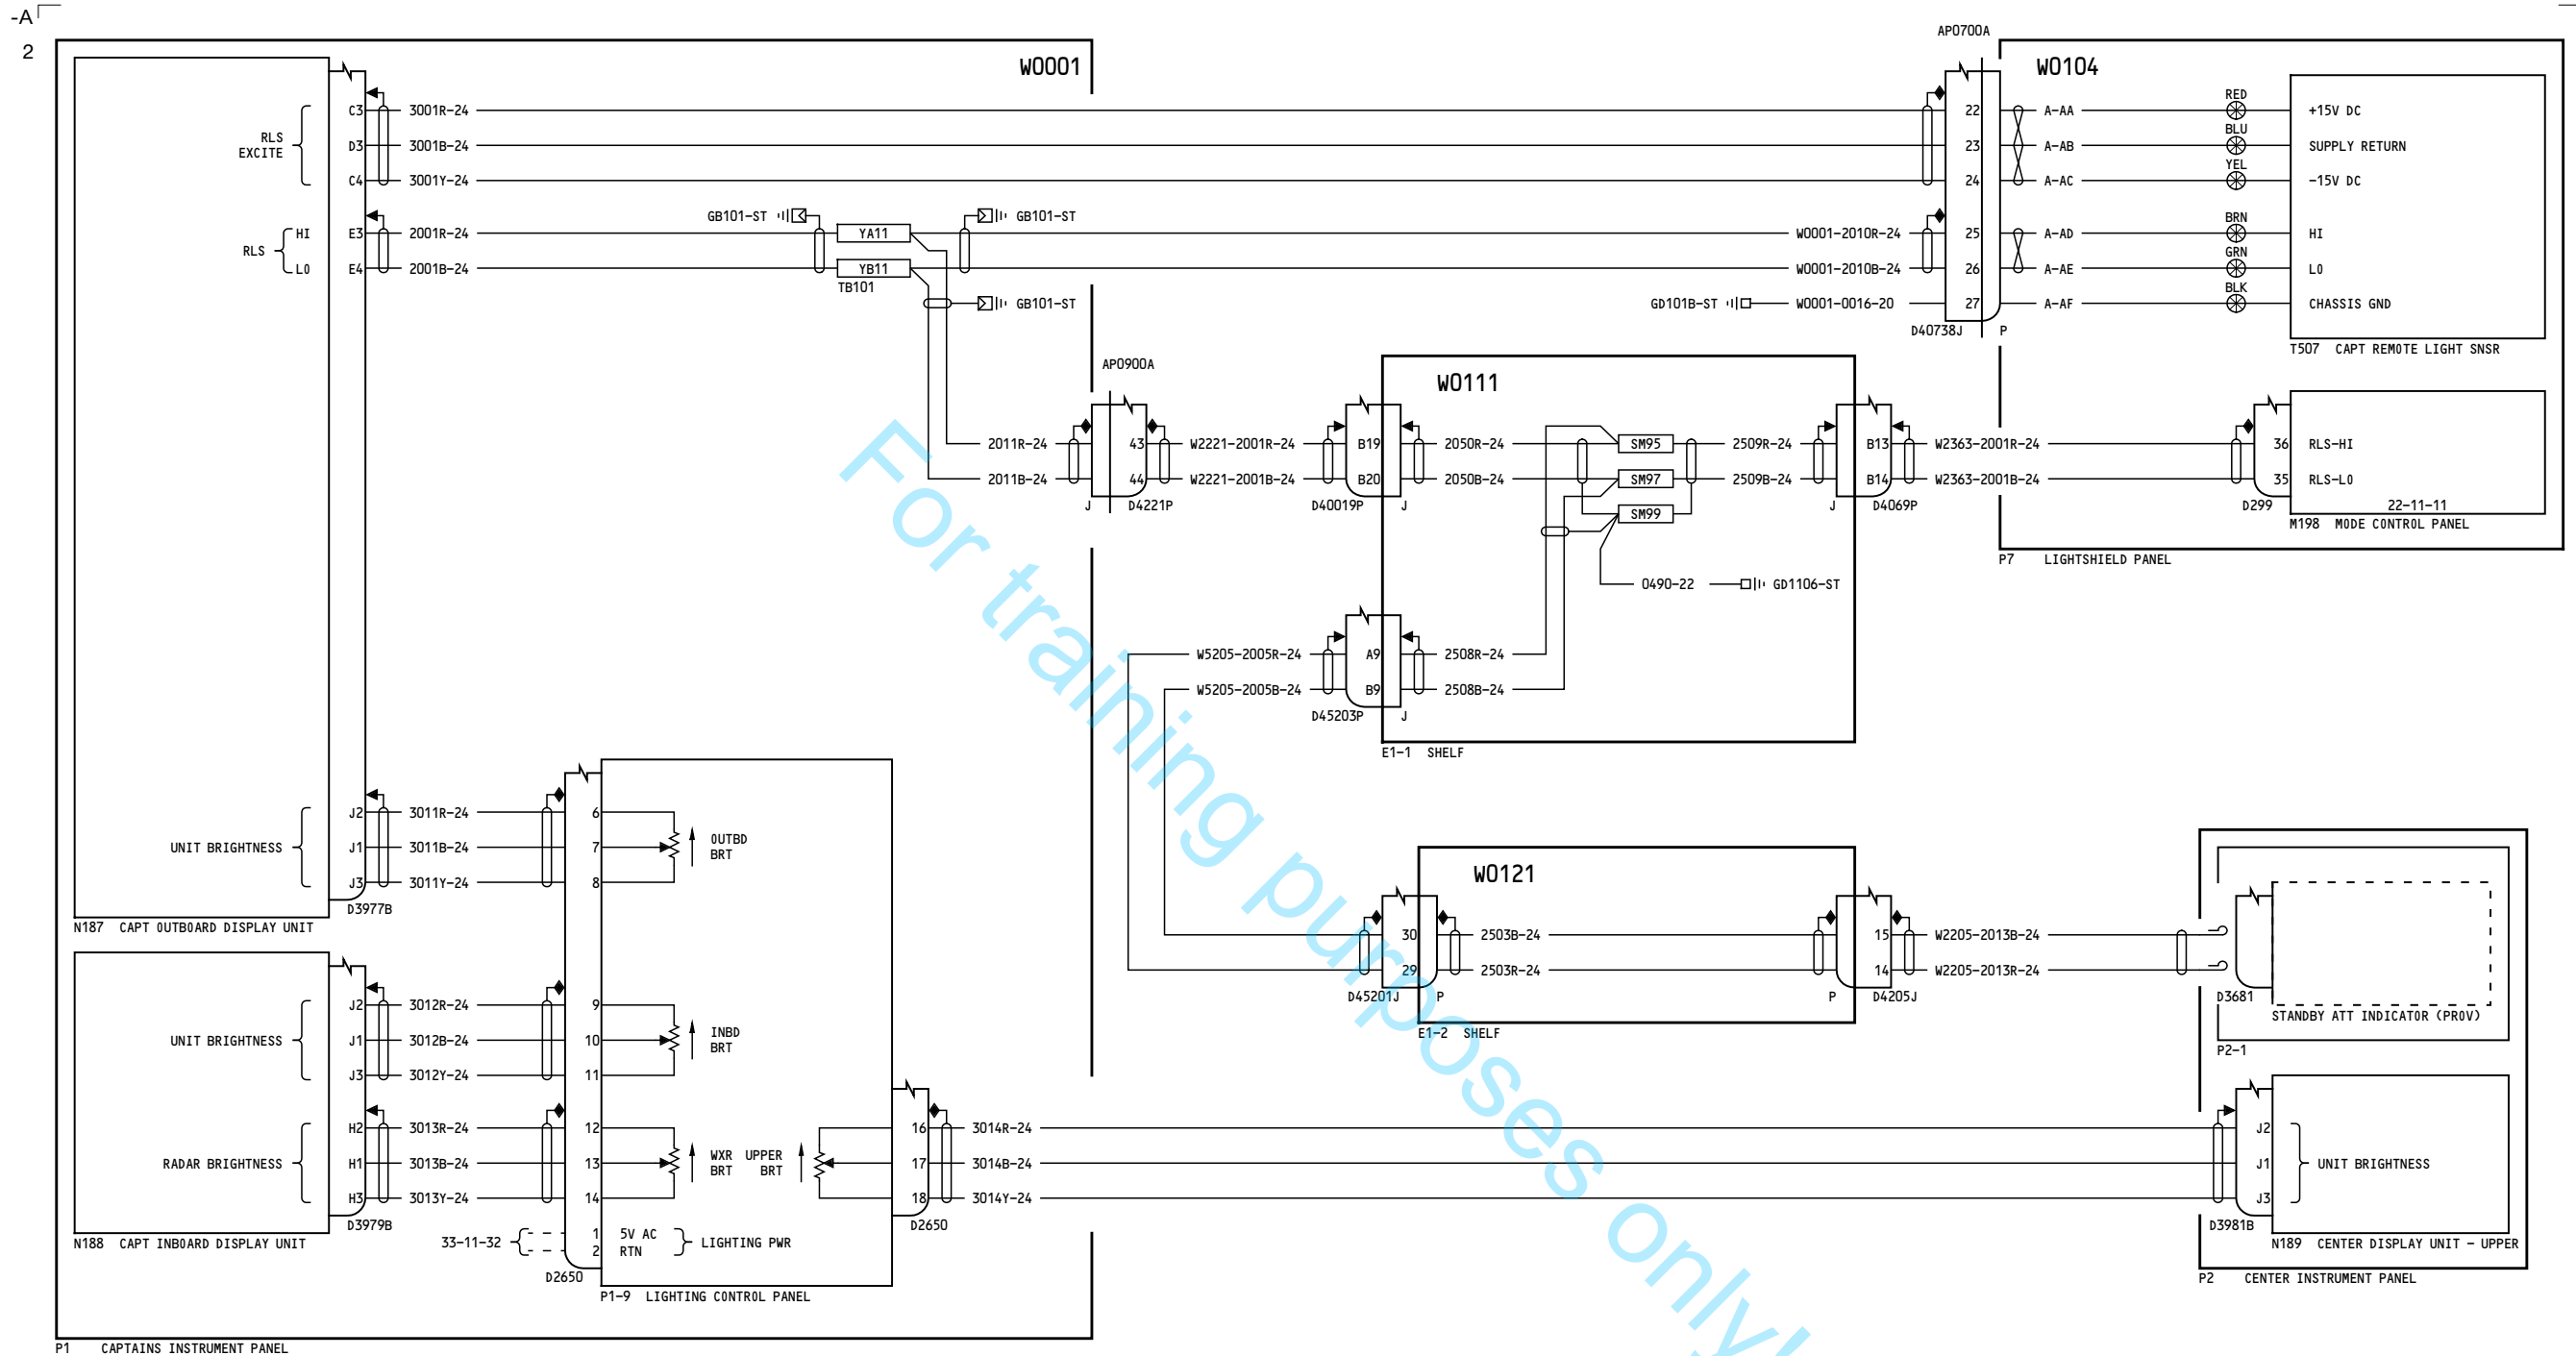 -A
2
W0001
RLS EXCITE
C3 3001R-24
D3 3001B-24
C4 3001Y-24
RLS
HI E3 2001R-24
LO E4 2001B-24
GB101-ST
YA11
YB11
TB101
GB101-ST
GB101-ST
AP0700A
W0104
22 A-AA RED +15V DC
23 A-AB BLU SUPPLY RETURN
24 A-AC YEL -15V DC
W0001-2010R-24 25 A-AD BRN HI
W0001-2010B-24 26 A-AE GRN LO
GD101B-ST W0001-0016-20 27 A-AF BLK CHASSIS GND
D40738J P
T507 CAPT REMOTE LIGHT SNSR
AP0900A
2011R-24 43 W2221-2001R-24 B19 2050R-24
2011B-24 44 W2221-2001B-24 B20 2050B-24
J D4221P D40019P J
W0111
SM95 2509R-24 B13 W2363-2001R-24 36 RLS-HI
SM97 2509B-24 B14 W2363-2001B-24 35 RLS-LO
SM99
J D4069P
D299
22-11-11
M198 MODE CONTROL PANEL
P7 LIGHTSHIELD PANEL
0490-22 GD1106-ST
W5205-2005R-24 A9 2508R-24
W5205-2005B-24 B9 2508B-24
D45203P J
E1-1 SHELF
UNIT BRIGHTNESS
J2 3011R-24 6
J1 3011B-24 7
J3 3011Y-24 8
OUTBD BRT
D3977B
N187 CAPT OUTBOARD DISPLAY UNIT
W0121
30 2503B-24 15 W2205-2013B-24
29 2503R-24 14 W2205-2013R-24
D45201J P
P D4205J
E1-2 SHELF
D3681
STANDBY ATT INDICATOR (PROV)
P2-1
UNIT BRIGHTNESS
J2 3012R-24 9
J1 3012B-24 10
J3 3012Y-24 11
INBD BRT
RADAR BRIGHTNESS
H2 3013R-24 12
H1 3013B-24 13
H3 3013Y-24 14
WXR BRT
UPPER BRT
16 3014R-24 J2
17 3014B-24 J1
18 3014Y-24 J3
UNIT BRIGHTNESS
D2650
D3981B
N189 CENTER DISPLAY UNIT - UPPER
P2 CENTER INSTRUMENT PANEL
D3979B
N188 CAPT INBOARD DISPLAY UNIT
33-11-32
1 5V AC
2 RTN
LIGHTING PWR
D2650
P1-9 LIGHTING CONTROL PANEL
P1 CAPTAINS INSTRUMENT PANEL
For training purposes only!